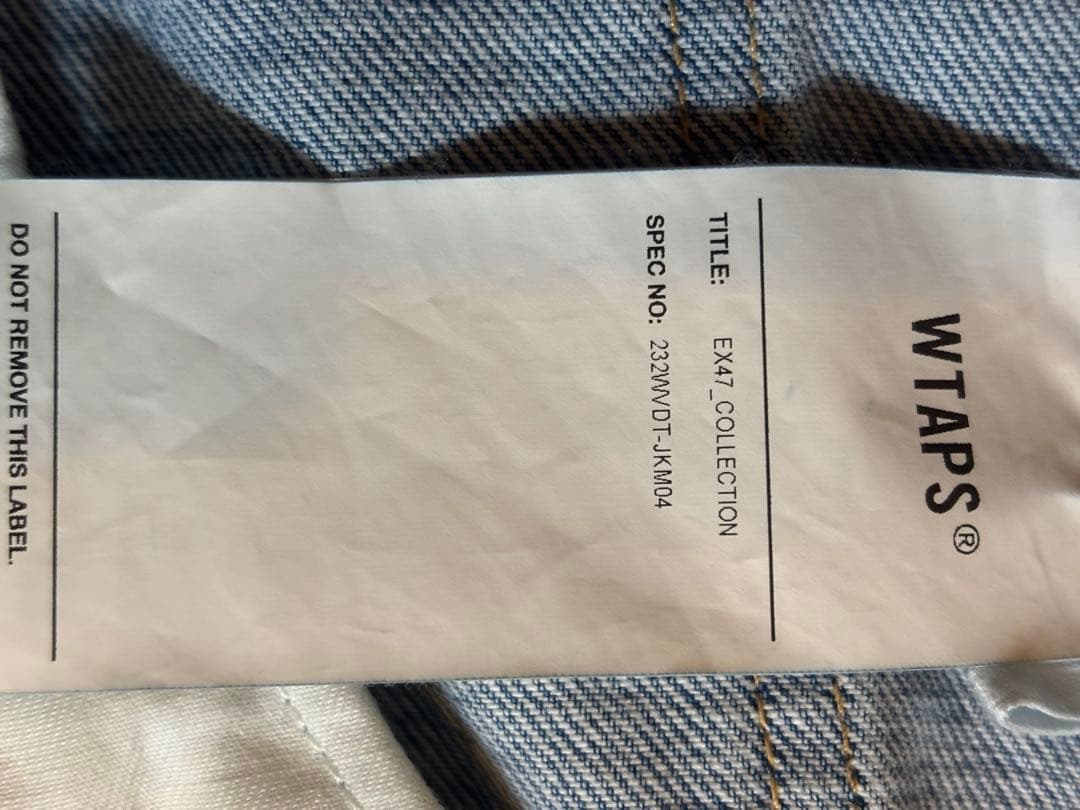 WTAPS®
TITLE: EX47_COLLECTION
SPEC NO: 232WVDT-JKM04
DO NOT REMOVE THIS LABEL.